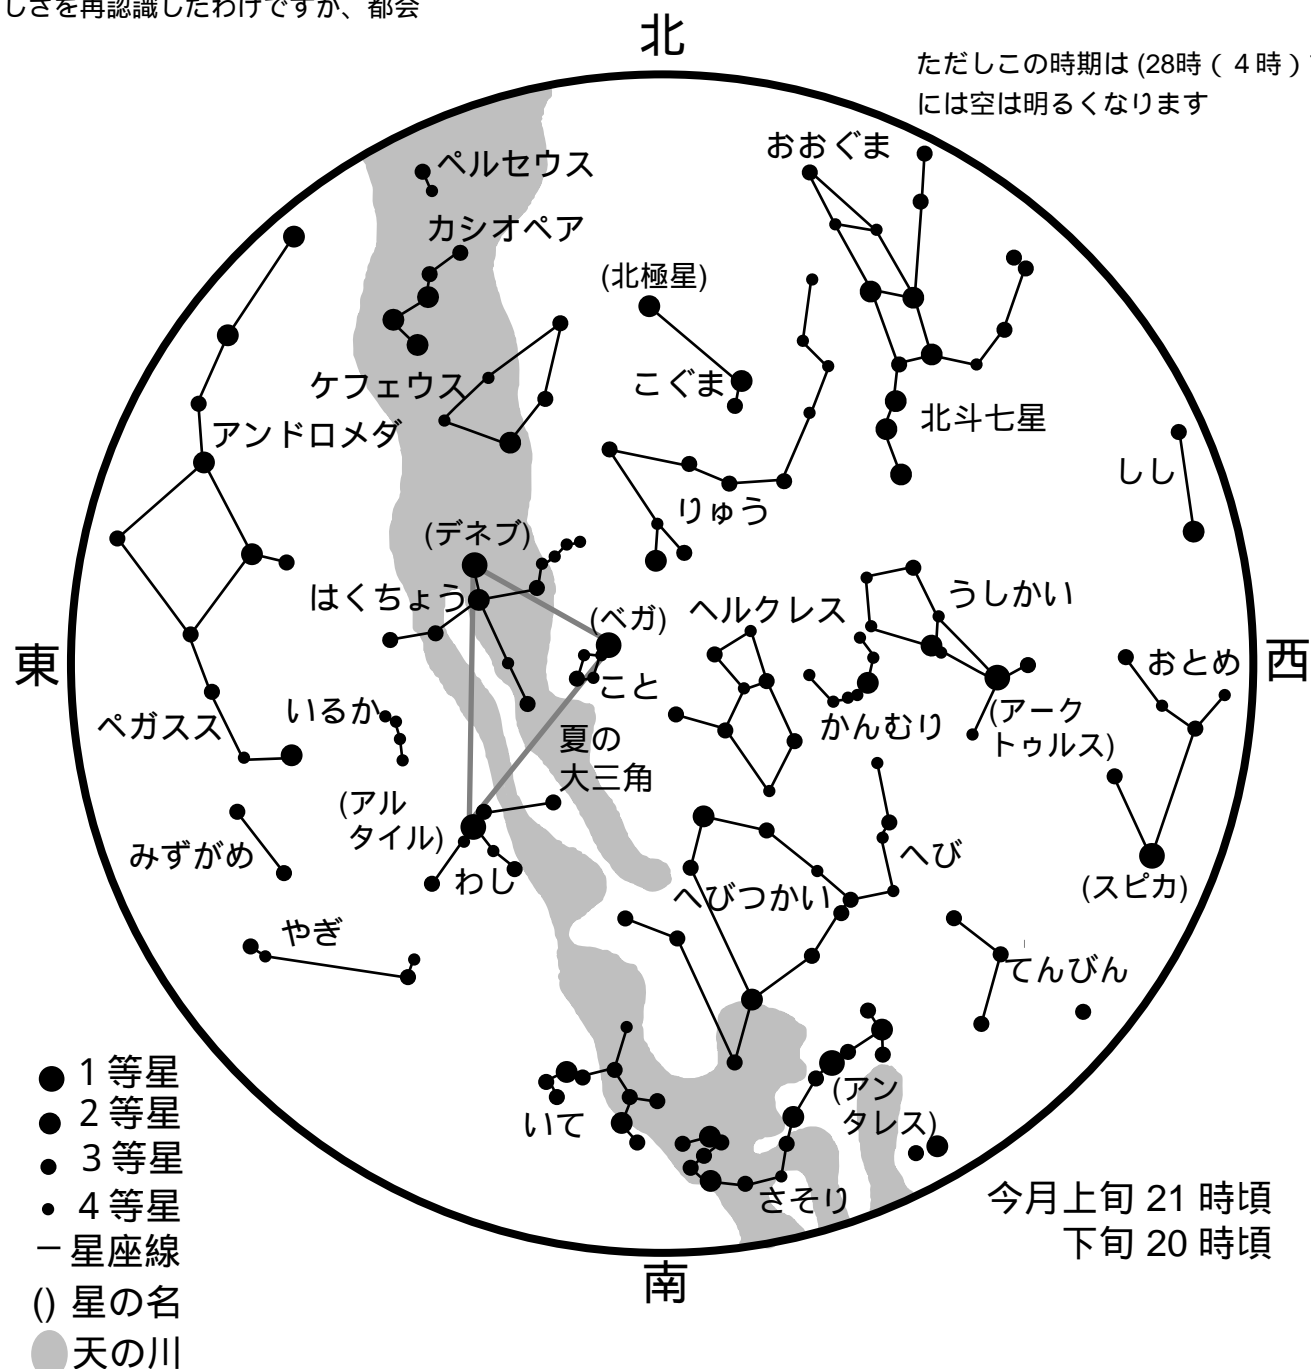 しさを再認識したわけですが、都会
北
ただしこの時期は (28時（４時）
には空は明るくなります
おおぐま
ペルセウス
カシオペア
(北極星)
ケフェウス
こぐま
北斗七星
アンドロメダ
しし
りゅう
(デネブ)
はくちょう
(ベガ)
ヘルクレス
うしかい
東
西
おとめ
こと
いるか
ペガスス
かんむり
(アーク
トゥルス)
夏の
大三角
(アル
タイル)
みずがめ
わし
へび
へびつかい
(スピカ)
やぎ
てんびん
(アン
タレス)
いて
さそり
1 等星
2 等星
3 等星
4 等星
− 星座線
() 星の名
天の川
今月上旬 21 時頃
下旬 20 時頃
南